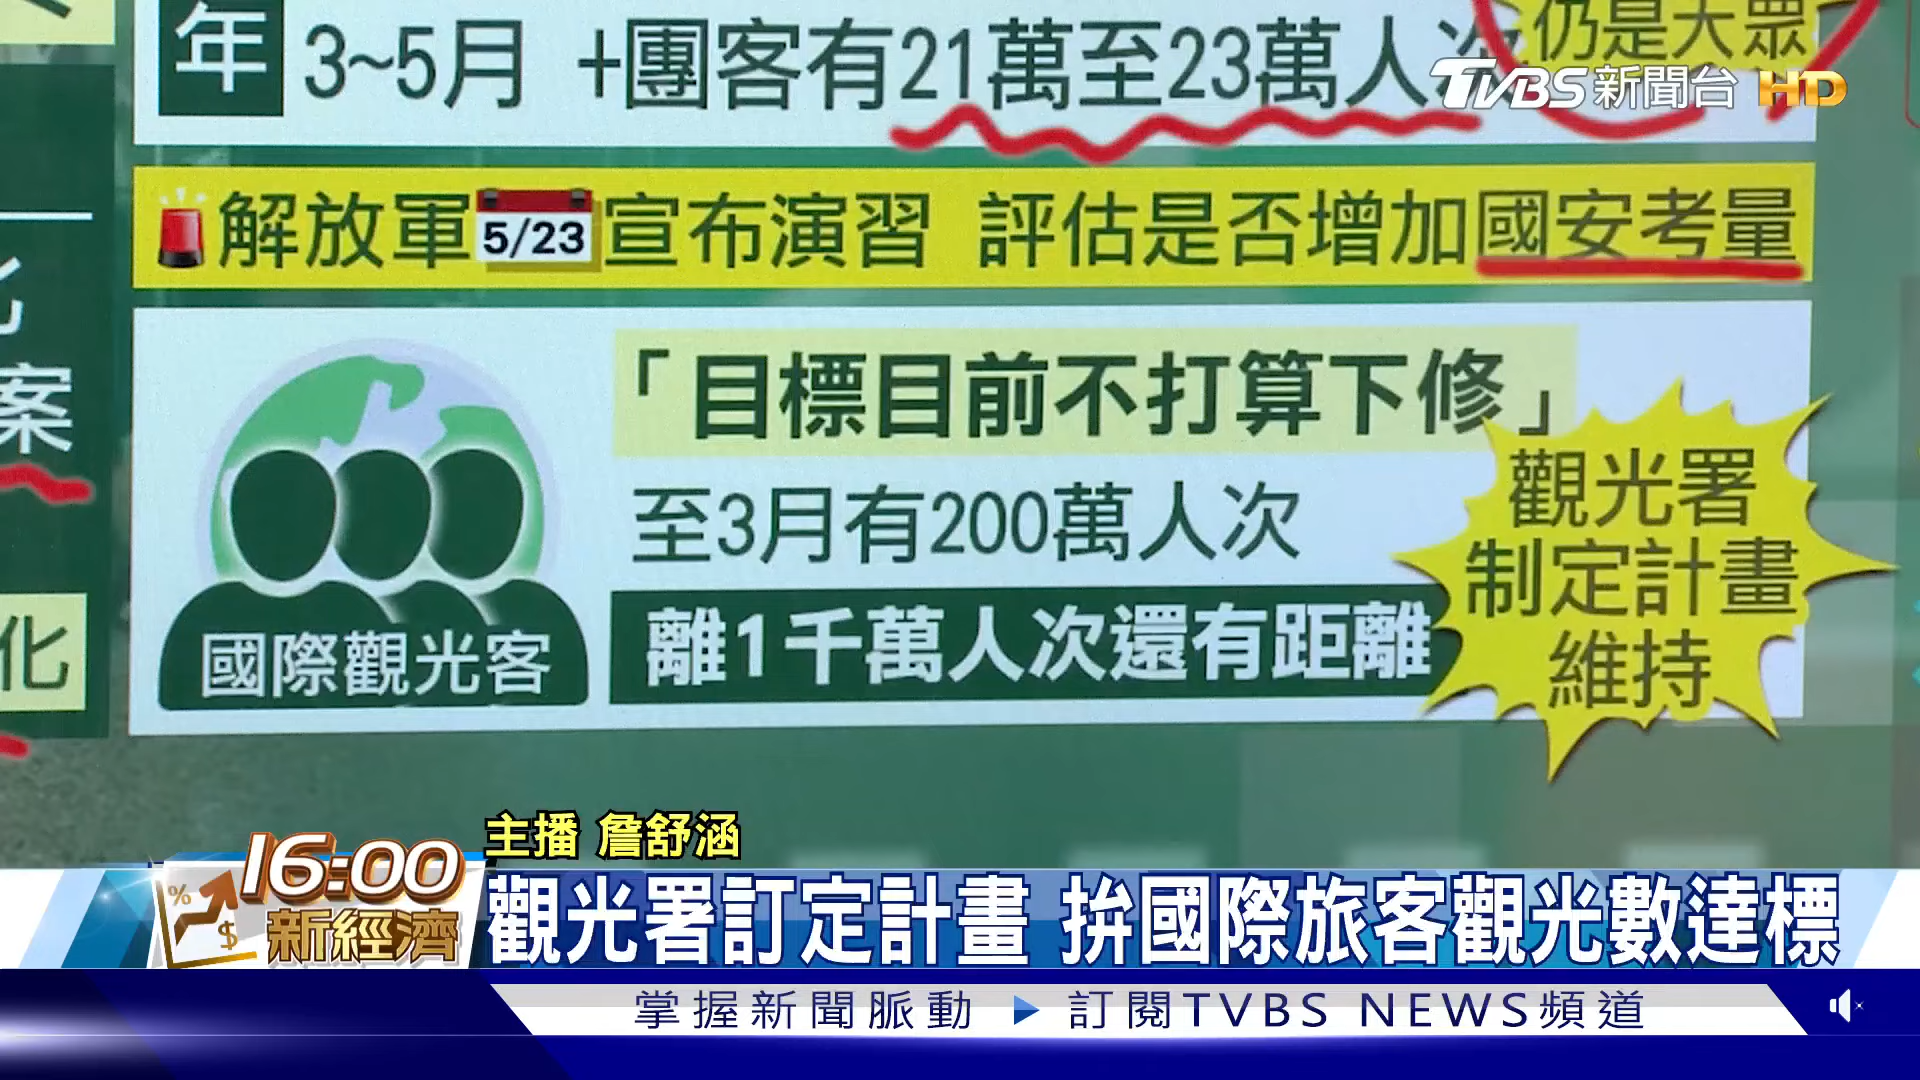 年 3~5月 +團客有21萬至23萬人次
仍是大眾
TVBS新聞台 HD
解放軍 5/23 宣布演習 評估是否增加國安考量
「目標目前不打算下修」
至3月有200萬人次
離1千萬人次還有距離
國際觀光客
觀光署
制定計畫
維持
案
化
主播 詹舒涵
16:00
新經濟
觀光署訂定計畫 拚國際旅客觀光數達標
掌握新聞脈動 ▶ 訂閱TVBS NEWS頻道